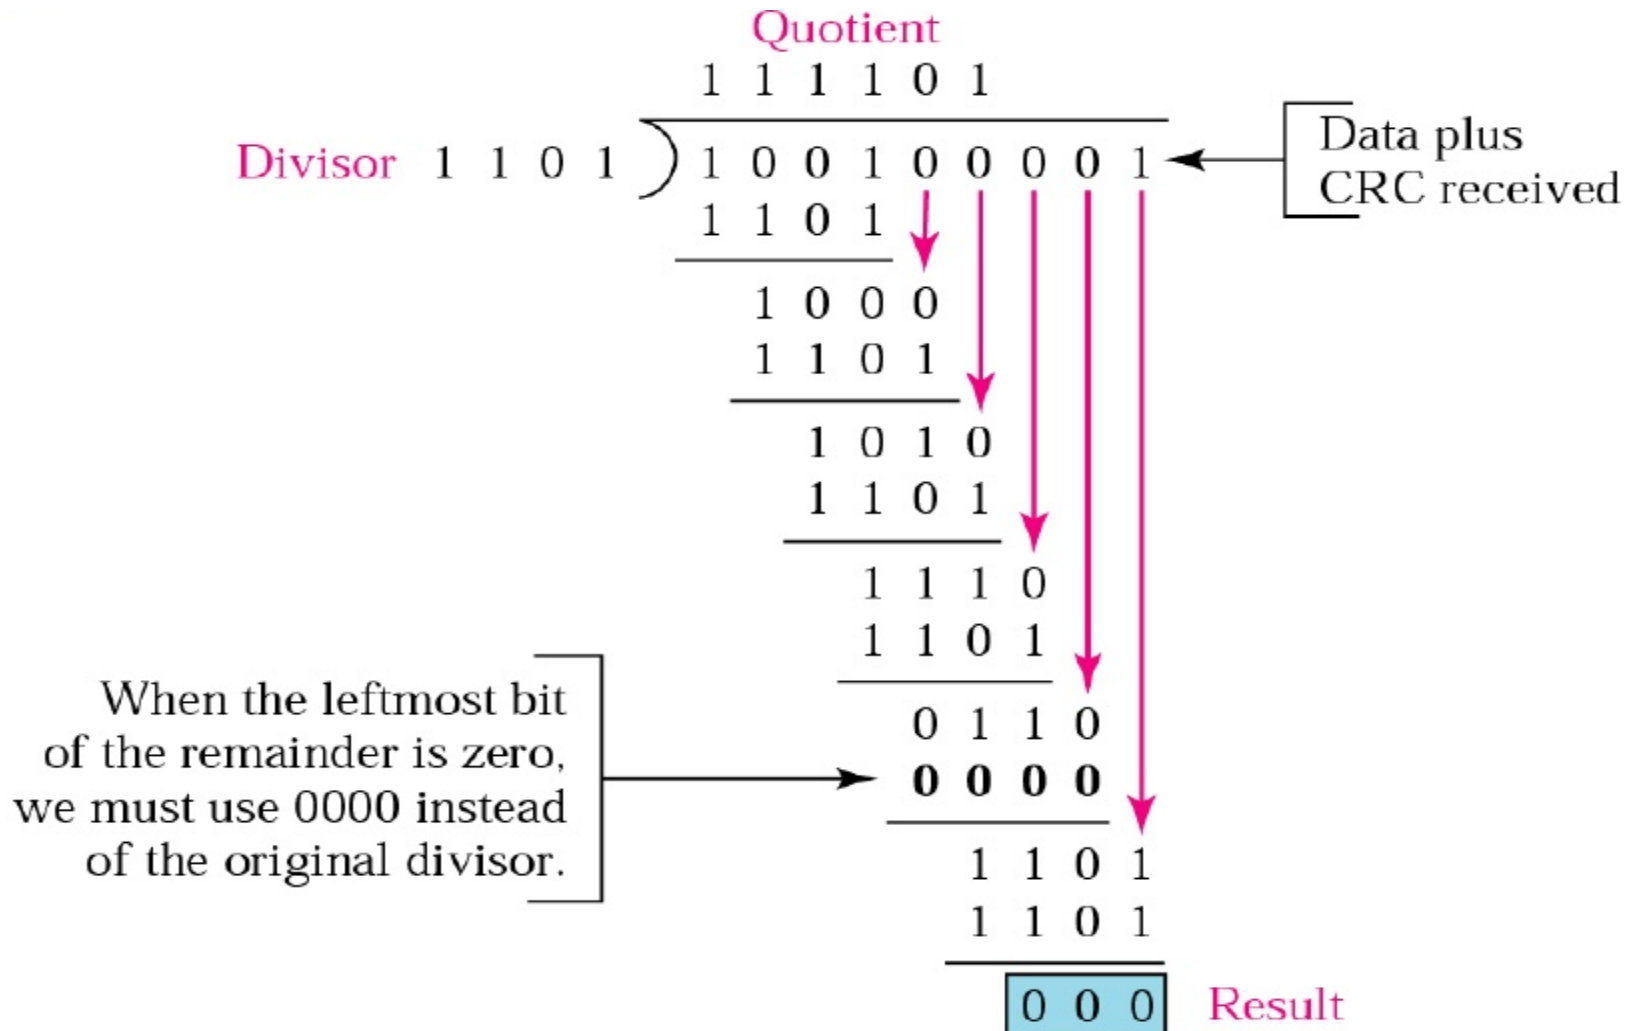 Quotient
1 1 1 1 0 1
Divisor 1 1 0 1 1 0 0 1 0 0 0 0 1
Data plus
CRC received
1 1 0 1
1 0 0 0
1 1 0 1
1 0 1 0
1 1 0 1
1 1 1 0
1 1 0 1
When the leftmost bit
of the remainder is zero,
we must use 0000 instead
of the original divisor.
0 1 1 0
0 0 0 0
1 1 0 1
1 1 0 1
0 0 0 Result